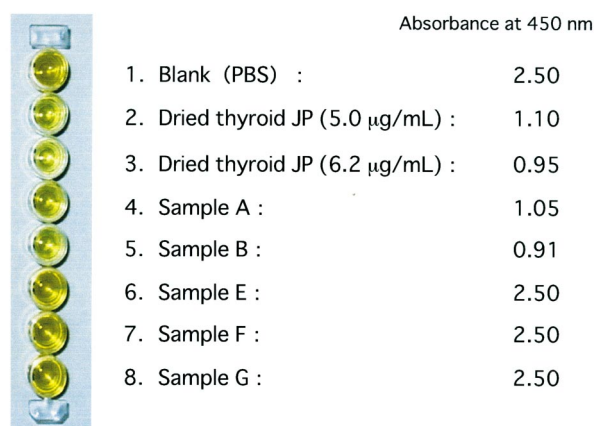 Absorbance at 450 nm
1. Blank (PBS) : 2.50
2. Dried thyroid JP (5.0 μg/mL) : 1.10
3. Dried thyroid JP (6.2 μg/mL) : 0.95
4. Sample A : 1.05
5. Sample B : 0.91
6. Sample E : 2.50
7. Sample F : 2.50
8. Sample G : 2.50